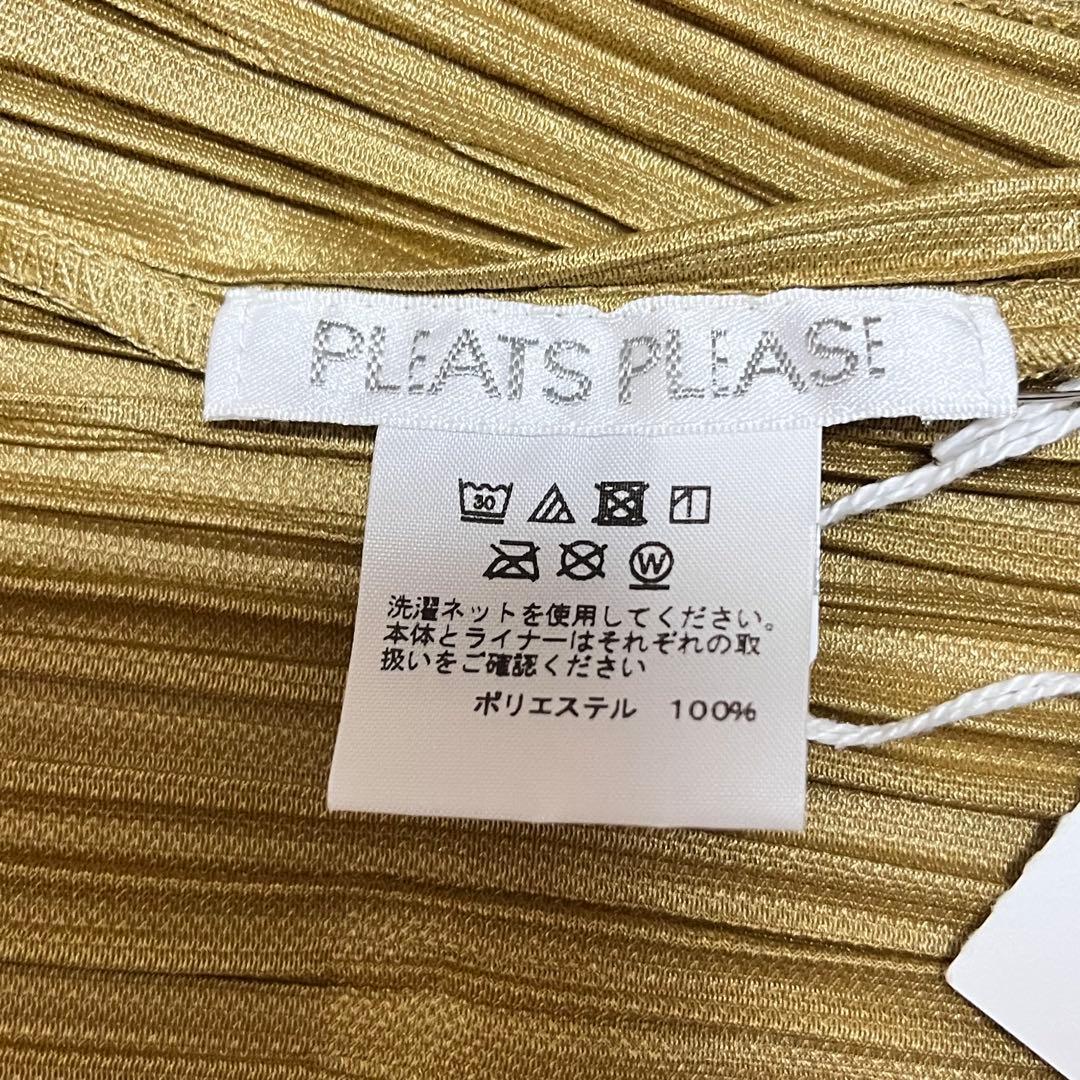 PLEATS PLEASE
30
W
洗濯ネットを使用してください。
本体とライナーはそれぞれの取
扱いをご確認ください
ポリエステル 100%